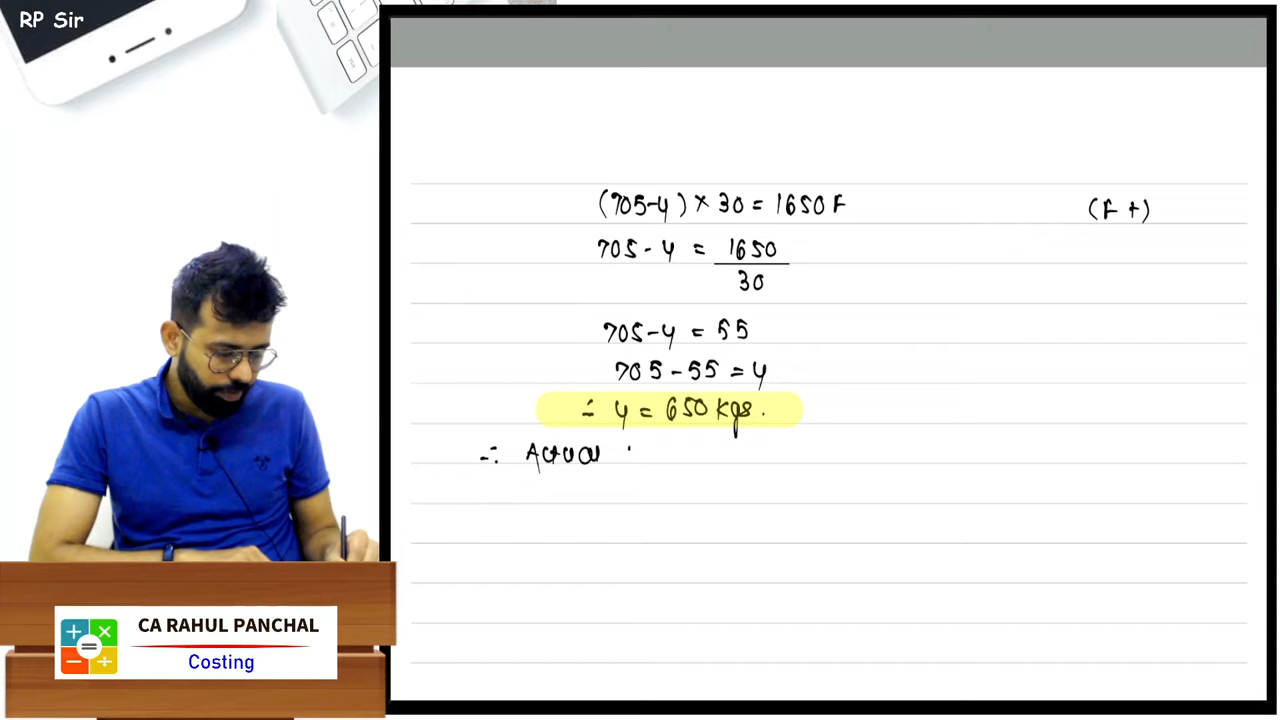 RP Sir
(705-y) × 30 = 1650 F
(F +)
705 - y = 1650
30
705 - y = 55
705 - 55 = y
∴ y = 650 kgs.
∴ Actual
CA RAHUL PANCHAL
Costing